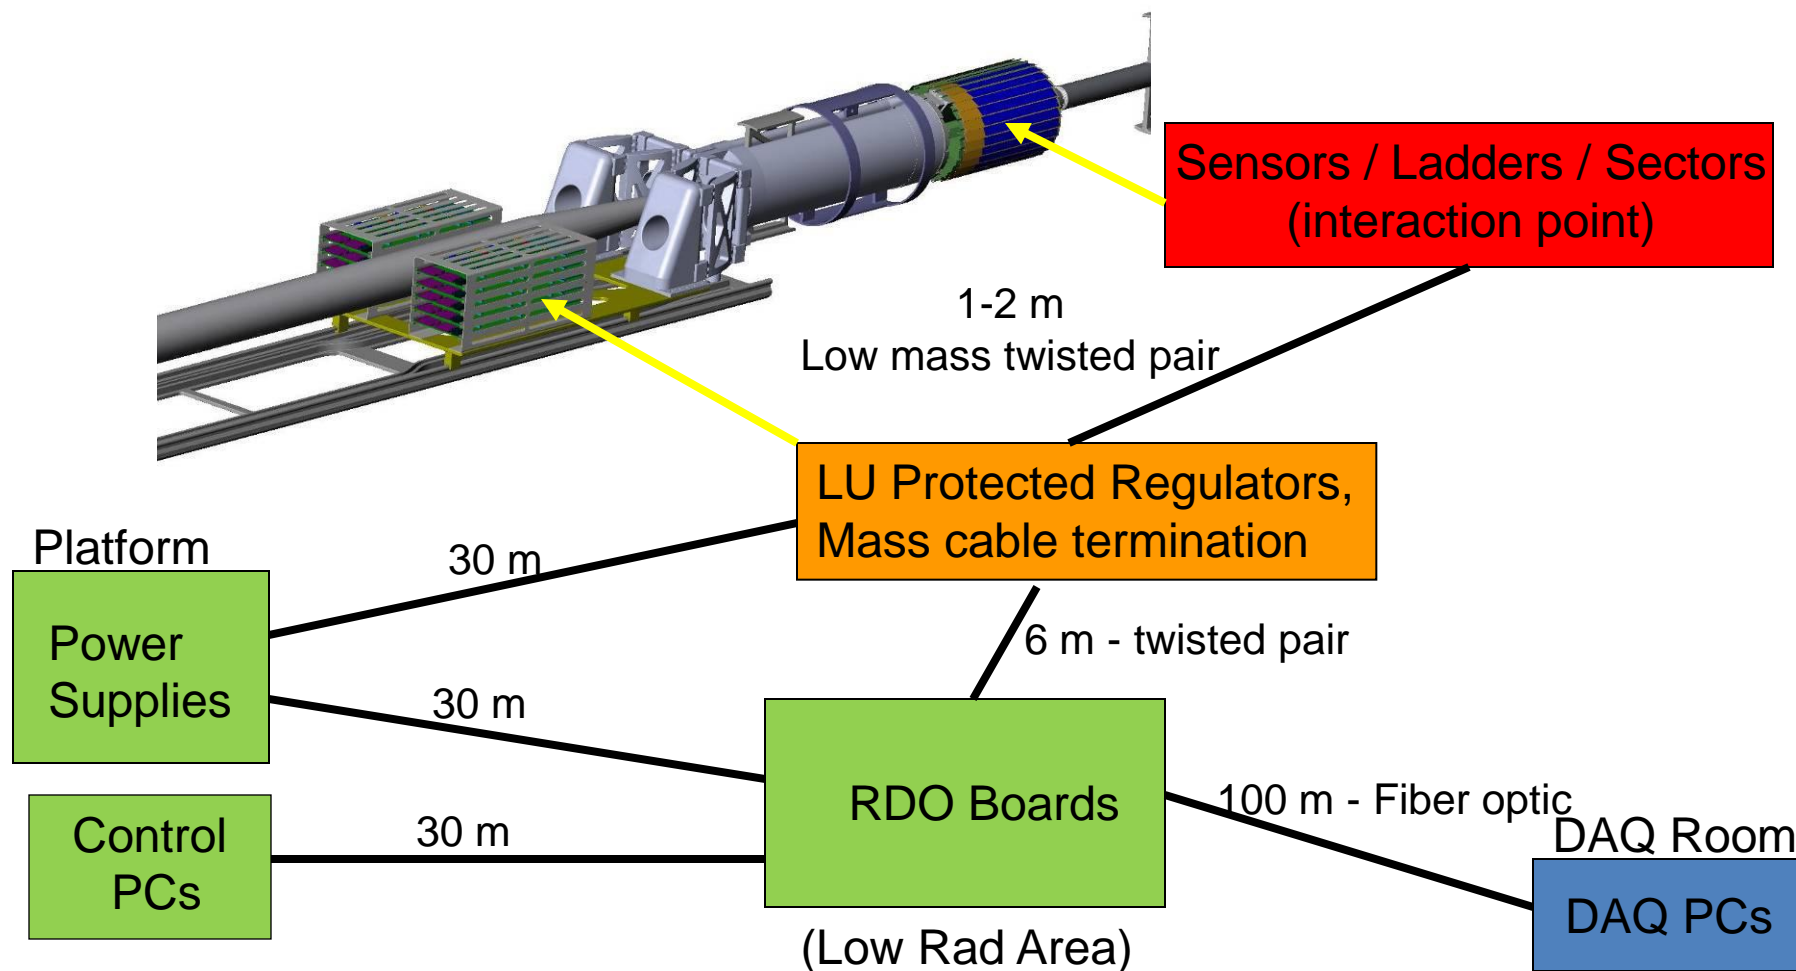 Sensors / Ladders / Sectors
(interaction point)
1-2 m
Low mass twisted pair
LU Protected Regulators,
Mass cable termination
Platform
30 m
Power
Supplies
6 m - twisted pair
30 m
RDO Boards
100 m - Fiber optic
Control
PCs
30 m
DAQ Room
DAQ PCs
(Low Rad Area)